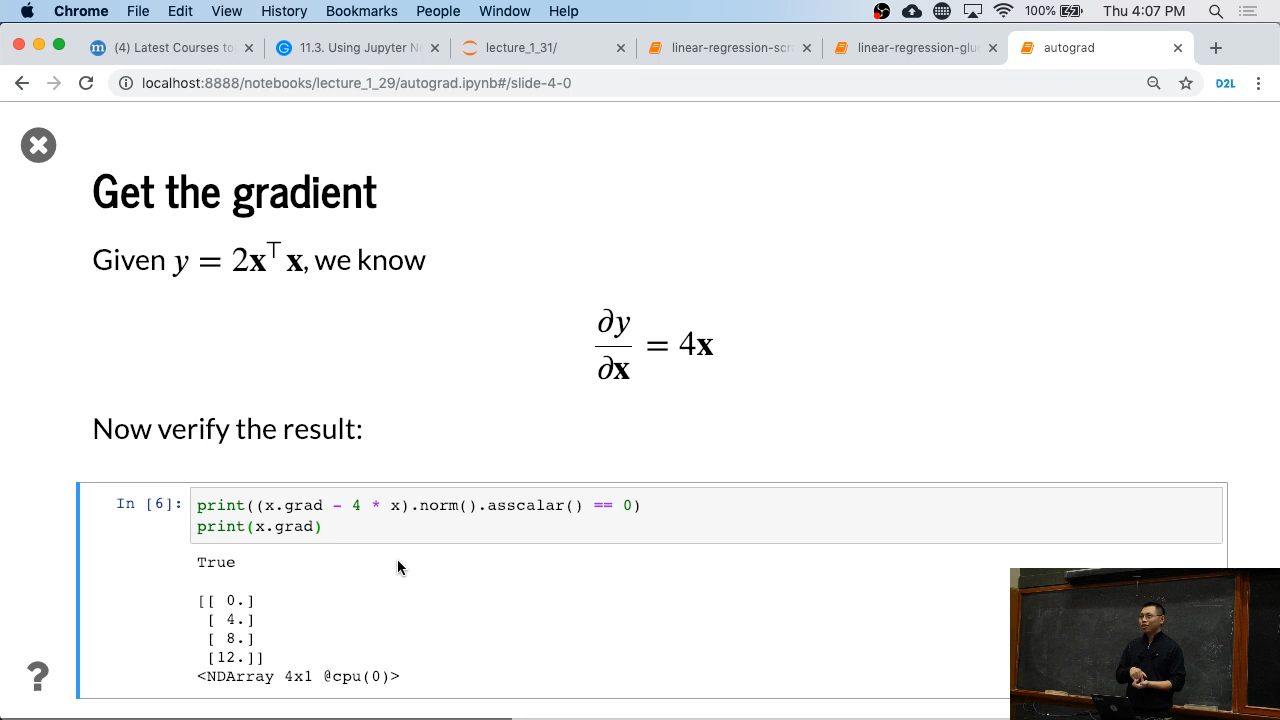 Chrome File Edit View History Bookmarks People Window Help 100% Thu 4:07 PM
(4) Latest Courses to 11.3. Using Jupyter N lecture_1_31/ linear-regression-scr linear-regression-glu autograd
localhost:8888/notebooks/lecture_1_29/autograd.ipynb#/slide-4-0 D2L
Get the gradient
Given y = 2x⊤x, we know
∂y/∂x = 4x
Now verify the result:
In [6]: print((x.grad - 4 * x).norm().asscalar() == 0)
print(x.grad)
True
[[ 0.]
[ 4.]
[ 8.]
[12.]]
<NDArray 4x1 @cpu(0)>
?